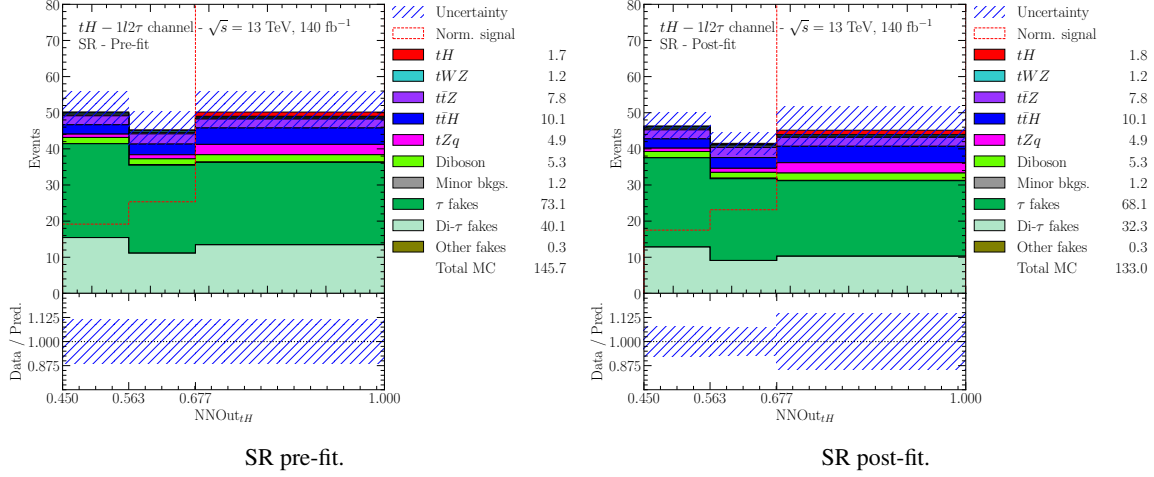 tH − 1l2τ channel - √s = 13 TeV, 140 fb⁻¹
SR - Pre-fit
Events
80
70
60
50
40
30
20
10
0
Uncertainty
Norm. signal
tH 1.7
tWZ 1.2
tt̄Z 7.8
tt̄H 10.1
tZq 4.9
Diboson 5.3
Minor bkgs. 1.2
τ fakes 73.1
Di-τ fakes 40.1
Other fakes 0.3
Total MC 145.7
Data / Pred.
1.125
1.000
0.875
0.450 0.563 0.677 1.000
NNOut_tH
SR pre-fit.
tH − 1l2τ channel - √s = 13 TeV, 140 fb⁻¹
SR - Post-fit
Events
80
70
60
50
40
30
20
10
0
Uncertainty
Norm. signal
tH 1.8
tWZ 1.2
tt̄Z 7.8
tt̄H 10.1
tZq 4.9
Diboson 5.3
Minor bkgs. 1.2
τ fakes 68.1
Di-τ fakes 32.3
Other fakes 0.3
Total MC 133.0
Data / Pred.
1.125
1.000
0.875
0.450 0.563 0.677 1.000
NNOut_tH
SR post-fit.